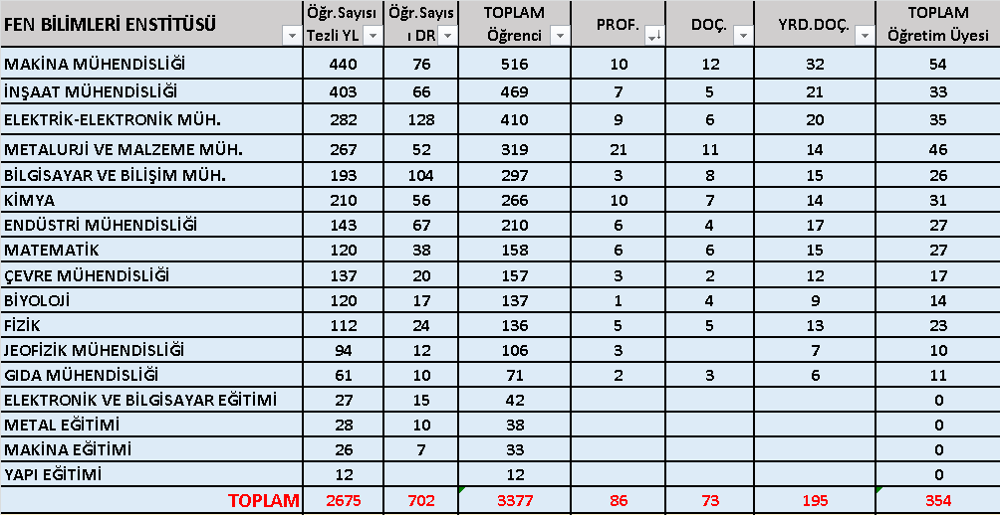 FEN BİLİMLERİ ENSTİTÜSÜ Öğr.Sayısı Tezli YL Öğr.Sayıs ı DR TOPLAM Öğrenci PROF. DOÇ. YRD.DOÇ. TOPLAM Öğretim Üyesi
MAKİNA MÜHENDİSLİĞİ 440 76 516 10 12 32 54
İNŞAAT MÜHENDİSLİĞİ 403 66 469 7 5 21 33
ELEKTRİK-ELEKTRONİK MÜH. 282 128 410 9 6 20 35
METALURJİ VE MALZEME MÜH. 267 52 319 21 11 14 46
BİLGİSAYAR VE BİLİŞİM MÜH. 193 104 297 3 8 15 26
KİMYA 210 56 266 10 7 14 31
ENDÜSTRİ MÜHENDİSLİĞİ 143 67 210 6 4 17 27
MATEMATİK 120 38 158 6 6 15 27
ÇEVRE MÜHENDİSLİĞİ 137 20 157 3 2 12 17
BİYOLOJİ 120 17 137 1 4 9 14
FİZİK 112 24 136 5 5 13 23
JEOFİZİK MÜHENDİSLİĞİ 94 12 106 3 7 10
GIDA MÜHENDİSLİĞİ 61 10 71 2 3 6 11
ELEKTRONİK VE BİLGİSAYAR EĞİTİMİ 27 15 42 0
METAL EĞİTİMİ 28 10 38 0
MAKİNA EĞİTİMİ 26 7 33 0
YAPI EĞİTİMİ 12 12 0
TOPLAM 2675 702 3377 86 73 195 354